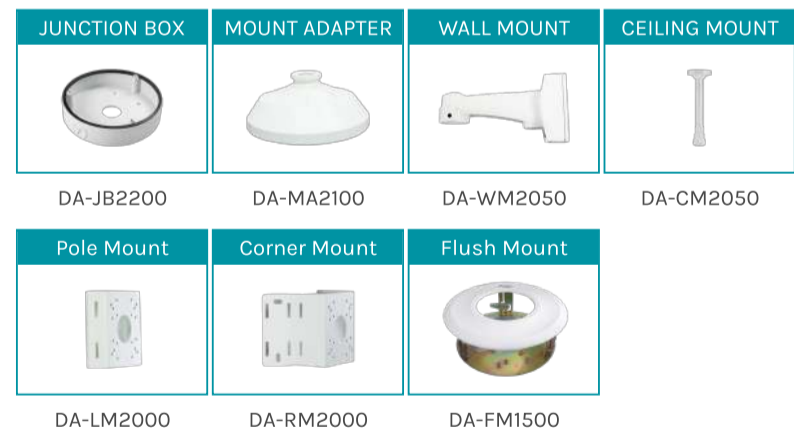 JUNCTION BOX
MOUNT ADAPTER
WALL MOUNT
CEILING MOUNT
DA-JB2200
DA-MA2100
DA-WM2050
DA-CM2050
Pole Mount
Corner Mount
Flush Mount
DA-LM2000
DA-RM2000
DA-FM1500